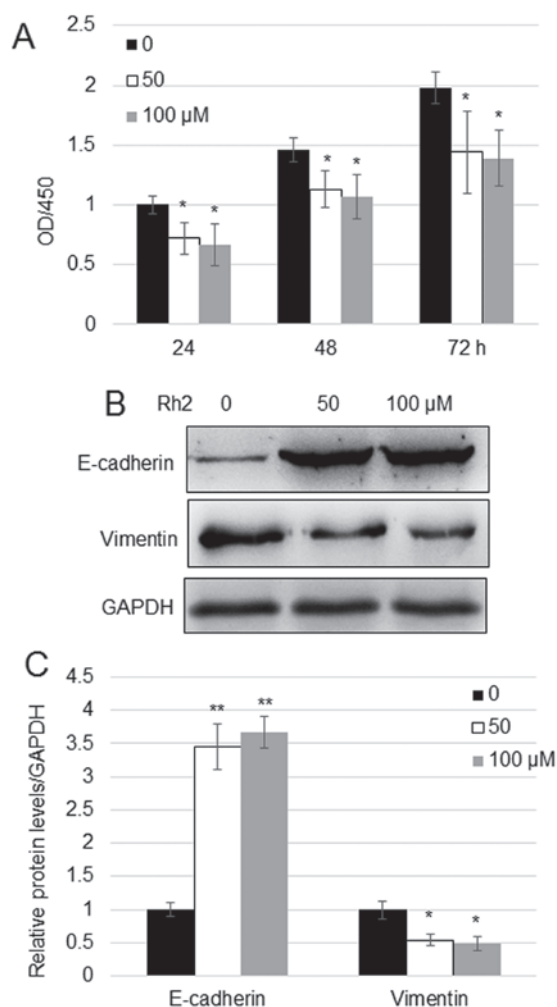 A
0
50
100 µM
OD/450
2.5
2
1.5
1
0.5
0
* *
* *
* *
24 48 72 h
B
Rh2 0 50 100 µM
E-cadherin
Vimentin
GAPDH
C
0
50
100 µM
Relative protein levels/GAPDH
4.5
4
3.5
3
2.5
2
1.5
1
0.5
0
** **
* *
E-cadherin Vimentin